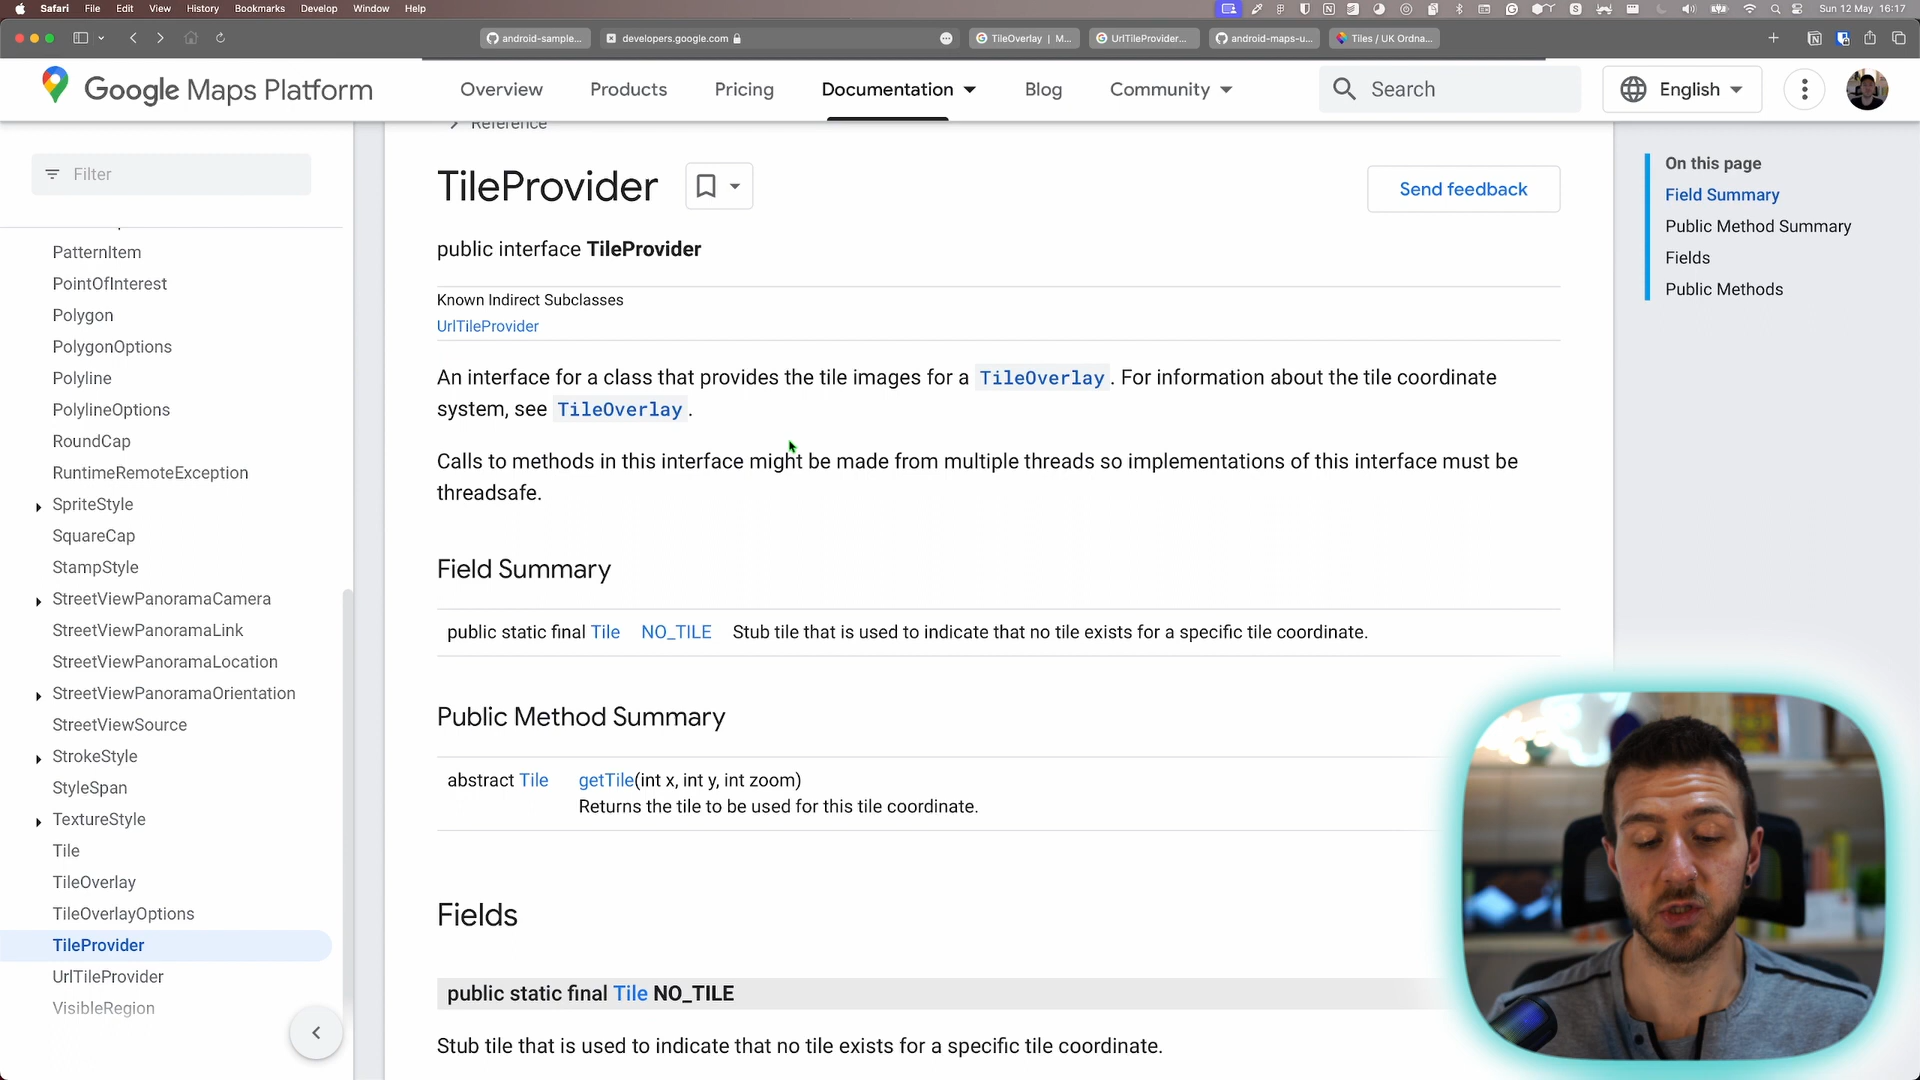 Safari File Edit View History Bookmarks Develop Window Help Sun 12 May 16:17
android-sample... developers.google.com TileOverlay | M... UrlTileProvider... android-maps-u... Tiles / UK Ordna...
Google Maps Platform Overview Products Pricing Documentation Blog Community Search English
Reference
Filter
PatternItem
PointOfInterest
Polygon
PolygonOptions
Polyline
PolylineOptions
RoundCap
RuntimeRemoteException
SpriteStyle
SquareCap
StampStyle
StreetViewPanoramaCamera
StreetViewPanoramaLink
StreetViewPanoramaLocation
StreetViewPanoramaOrientation
StreetViewSource
StrokeStyle
StyleSpan
TextureStyle
Tile
TileOverlay
TileOverlayOptions
TileProvider
UrlTileProvider
VisibleRegion
TileProvider
Send feedback
public interface TileProvider
Known Indirect Subclasses
UrlTileProvider
An interface for a class that provides the tile images for a TileOverlay. For information about the tile coordinate
system, see TileOverlay.
Calls to methods in this interface might be made from multiple threads so implementations of this interface must be
threadsafe.
Field Summary
public static final Tile NO_TILE Stub tile that is used to indicate that no tile exists for a specific tile coordinate.
Public Method Summary
abstract Tile getTile(int x, int y, int zoom)
Returns the tile to be used for this tile coordinate.
Fields
public static final Tile NO_TILE
Stub tile that is used to indicate that no tile exists for a specific tile coordinate.
On this page
Field Summary
Public Method Summary
Fields
Public Methods